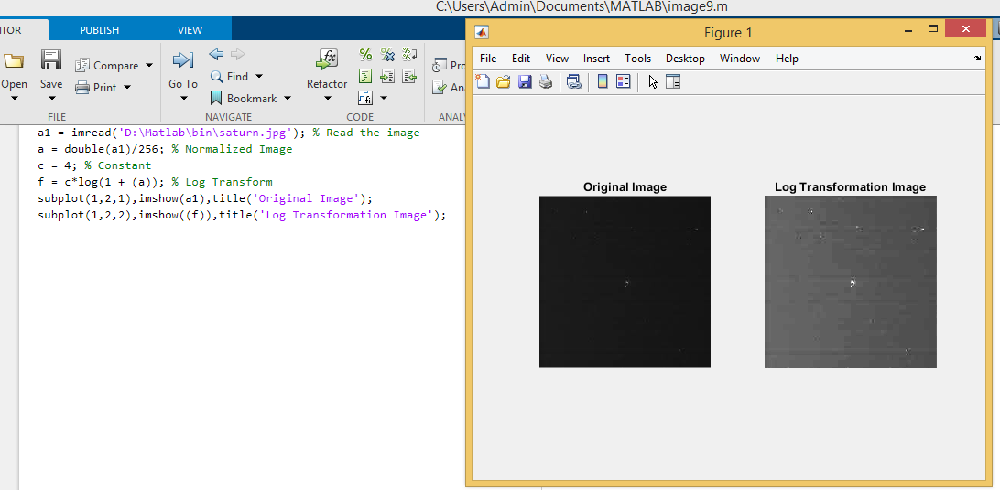 C:\Users\Admin\Documents\MATLAB\image9.m
TOR PUBLISH VIEW
Open Save Compare Print
Go To Find Bookmark
Refactor
FILE NAVIGATE CODE ANAL
a1 = imread('D:\Matlab\bin\saturn.jpg'); % Read the image
a = double(a1)/256; % Normalized Image
c = 4; % Constant
f = c*log(1 + (a)); % Log Transform
subplot(1,2,1),imshow(a1),title('Original Image');
subplot(1,2,2),imshow((f)),title('Log Transformation Image');
Figure 1
File Edit View Insert Tools Desktop Window Help
Original Image
Log Transformation Image